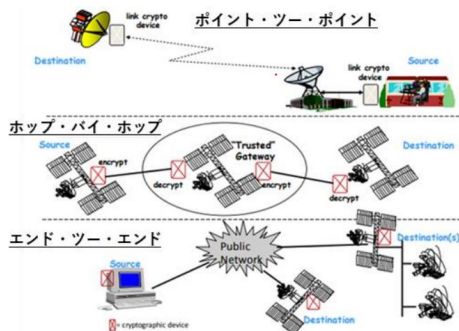 ポイント・ツー・ポイント
link crypto
device
Destination
link crypto
device
Source
ホップ・バイ・ホップ
Source
encrypt
decrypt
"Trusted"
Gateway
encrypt
decrypt
Destination
エンド・ツー・エンド
Public
Network
Source
Destination(s)
Destination
= cryptographic device